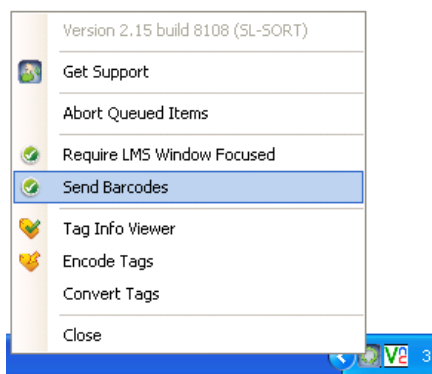 Version 2.15 build 8108 (SL-SORT)
Get Support
Abort Queued Items
Require LMS Window Focused
Send Barcodes
Tag Info Viewer
Encode Tags
Convert Tags
Close
3